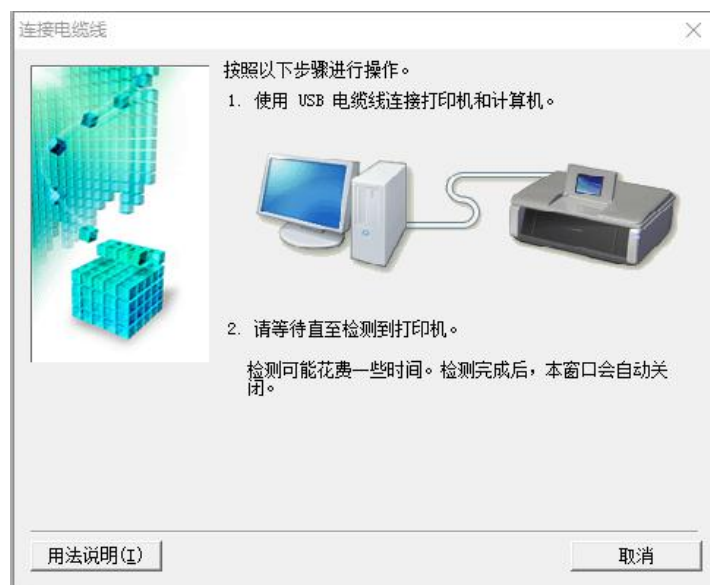 连接电缆线
按照以下步骤进行操作。
1. 使用 USB 电缆线连接打印机和计算机。
2. 请等待直至检测到打印机。
检测可能花费一些时间。检测完成后，本窗口会自动关
闭。
用法说明(I)
取消